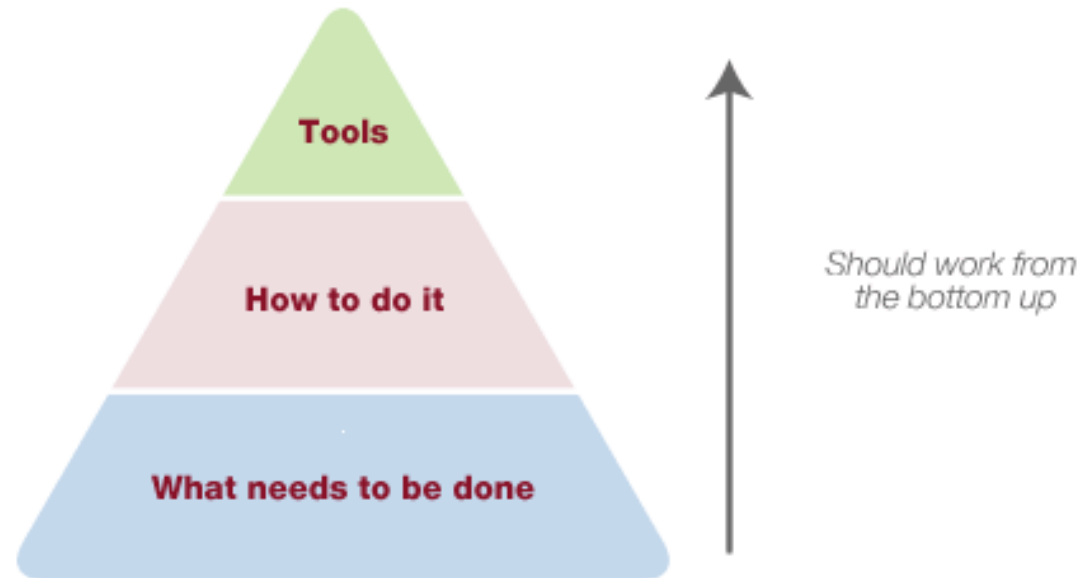 Tools
How to do it
What needs to be done
Should work from
the bottom up